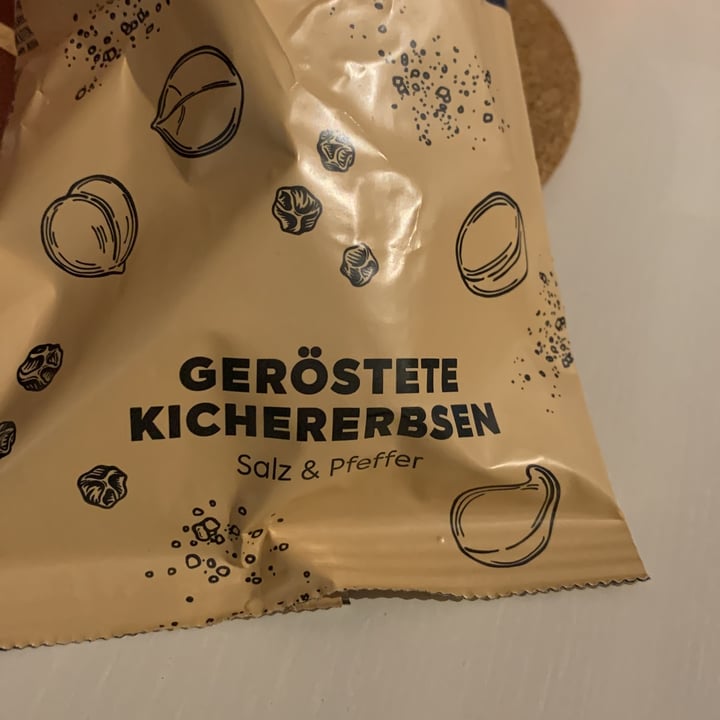 GERÖSTETE
KICHERERBSEN
Salz & Pfeffer